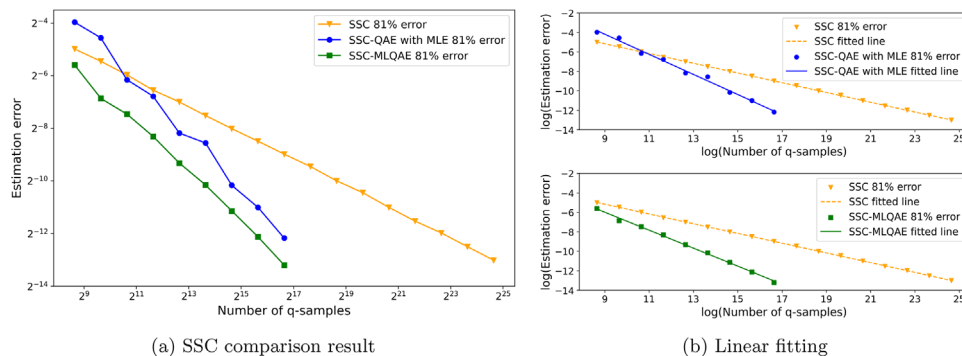 SSC 81% error
SSC-QAE with MLE 81% error
SSC-MLQAE 81% error
Estimation error
2^-4
2^-6
2^-8
2^-10
2^-12
2^-14
2^9
2^11
2^13
2^15
2^17
2^19
2^21
2^23
2^25
Number of q-samples
(a) SSC comparison result
SSC 81% error
SSC fitted line
SSC-QAE with MLE 81% error
SSC-QAE with MLE fitted line
log(Estimation error)
−2
−4
−6
−8
−10
−12
−14
9 11 13 15 17 19 21 23 25
log(Number of q-samples)
SSC 81% error
SSC fitted line
SSC-MLQAE 81% error
SSC-MLQAE fitted line
log(Estimation error)
−2
−4
−6
−8
−10
−12
−14
9 11 13 15 17 19 21 23 25
log(Number of q-samples)
(b) Linear fitting